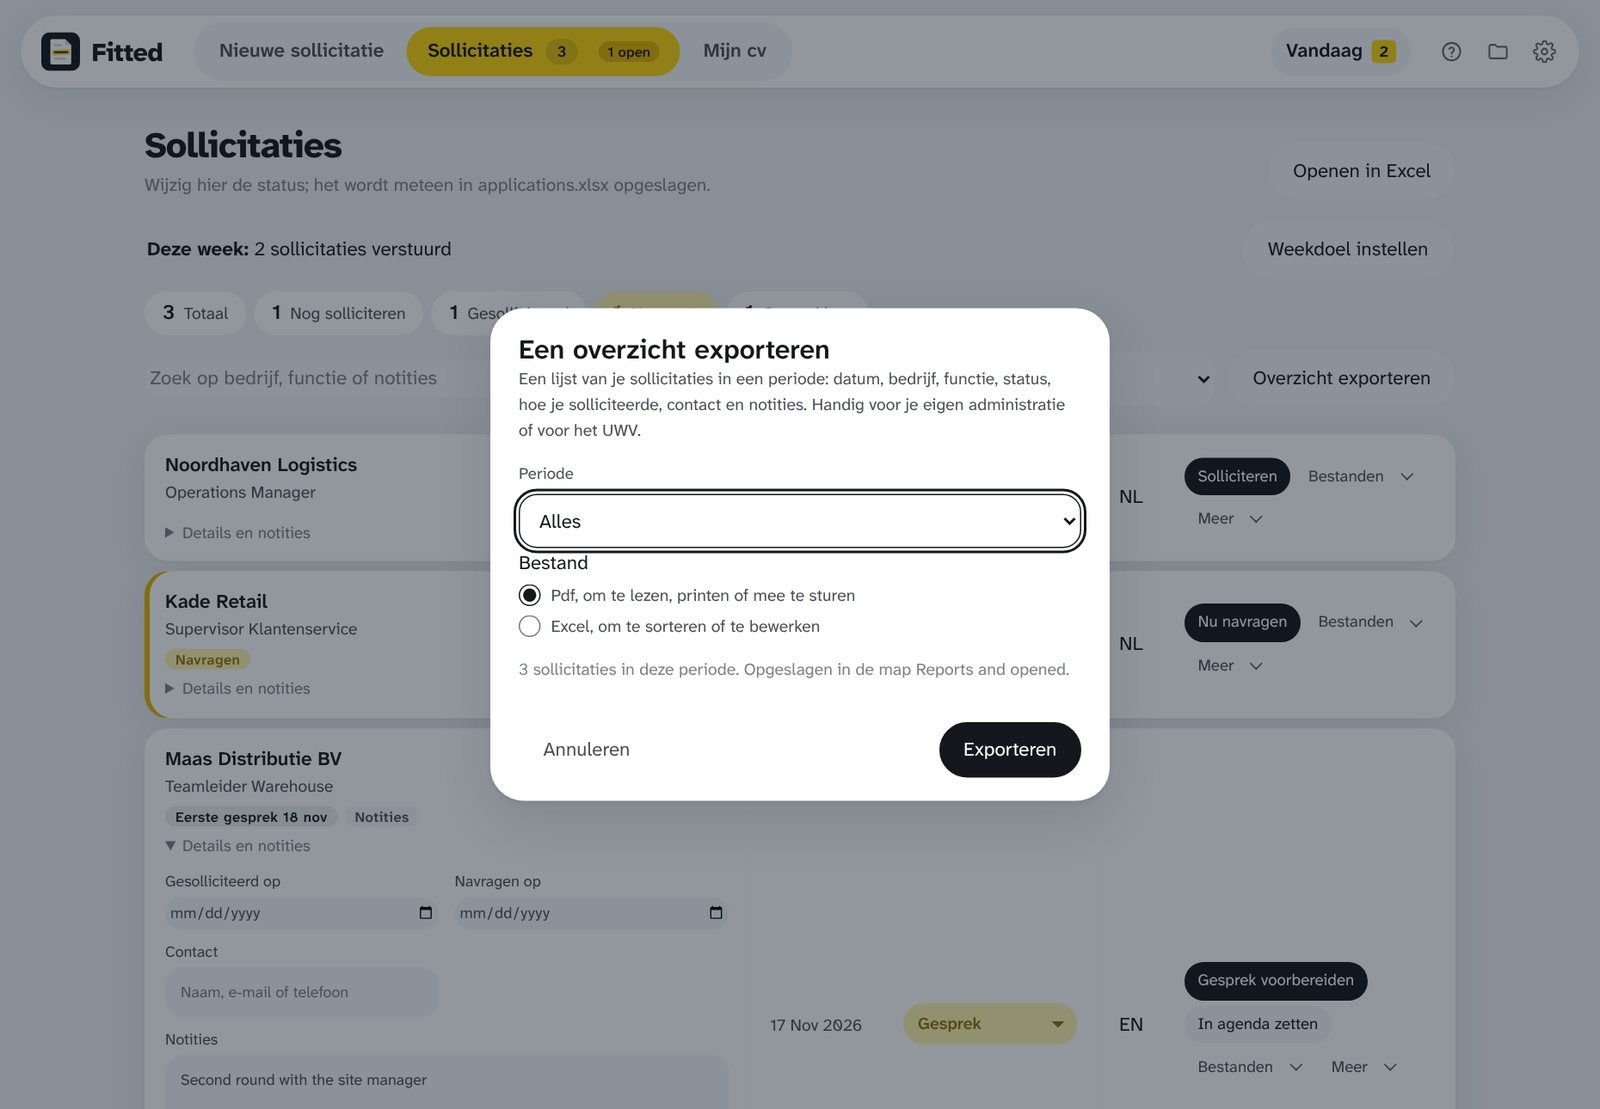 Fitted
Nieuwe sollicitatie
Sollicitaties 3 1 open
Mijn cv
Vandaag 2
Sollicitaties
Wijzig hier de status; het wordt meteen in applications.xlsx opgeslagen.
Openen in Excel
Deze week: 2 sollicitaties verstuurd
Weekdoel instellen
3 Totaal
1 Nog solliciteren
1
Zoek op bedrijf, functie of notities
Overzicht exporteren
Een overzicht exporteren
Een lijst van je sollicitaties in een periode: datum, bedrijf, functie, status,
hoe je solliciteerde, contact en notities. Handig voor je eigen administratie
of voor het UWV.
Periode
Alles
Bestand
Pdf, om te lezen, printen of mee te sturen
Excel, om te sorteren of te bewerken
3 sollicitaties in deze periode. Opgeslagen in de map Reports and opened.
Annuleren
Exporteren
Noordhaven Logistics
Operations Manager
Details en notities
NL
Solliciteren
Bestanden
Meer
Kade Retail
Supervisor Klantenservice
Navragen
Details en notities
NL
Nu navragen
Bestanden
Meer
Maas Distributie BV
Teamleider Warehouse
Eerste gesprek 18 nov
Notities
Details en notities
Gesolliciteerd op
Navragen op
mm/dd/yyyy
mm/dd/yyyy
Contact
Naam, e-mail of telefoon
Notities
Second round with the site manager
17 Nov 2026
Gesprek
EN
Gesprek voorbereiden
In agenda zetten
Bestanden
Meer